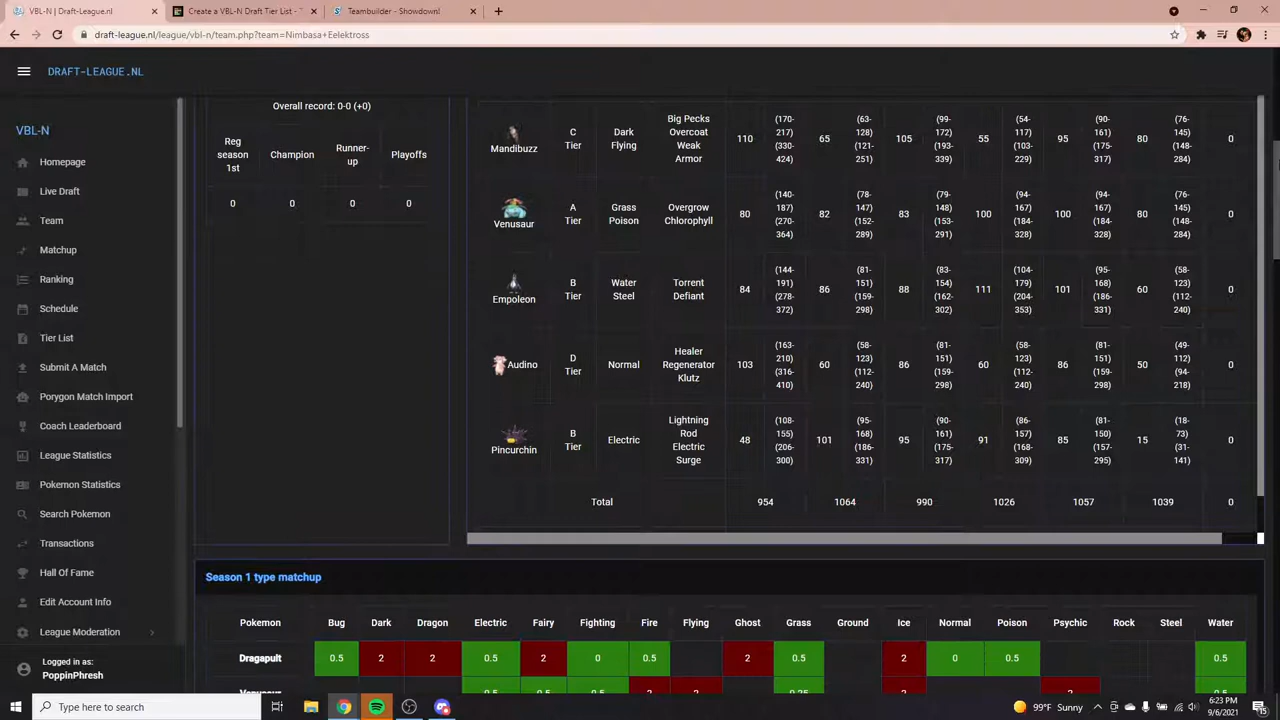 VBL-N | Draft-League.nl
Create a VBL-N Draft Tier List - T
Teambuilder - Showdown!
draft-league.nl/league/vbl-n/team.php?team=Nimbasa+Eelektross
DRAFT-LEAGUE.NL
VBL-N
Homepage
Live Draft
Team
Matchup
Ranking
Schedule
Tier List
Submit A Match
Porygon Match Import
Coach Leaderboard
League Statistics
Pokemon Statistics
Search Pokemon
Transactions
Hall Of Fame
Edit Account Info
League Moderation
Logged in as:
PoppinPhresh
Overall record: 0-0 (+0)
Reg season 1st Champion Runner-up Playoffs
0 0 0 0
Mandibuzz C Tier Dark Flying Big Pecks Overcoat Weak Armor 110 (170-217) (330-424) 65 (63-128) (121-251) 105 (99-172) (193-339) 55 (54-117) (103-229) 95 (90-161) (175-317) 80 (76-145) (148-284) 0
Venusaur A Tier Grass Poison Overgrow Chlorophyll 80 (140-187) (270-364) 82 (78-147) (152-289) 83 (79-148) (153-291) 100 (94-167) (184-328) 100 (94-167) (184-328) 80 (76-145) (148-284) 0
Empoleon B Tier Water Steel Torrent Defiant 84 (144-191) (278-372) 86 (81-151) (159-298) 88 (83-154) (162-302) 111 (104-179) (204-353) 101 (95-168) (186-331) 60 (58-123) (112-240) 0
Audino D Tier Normal Healer Regenerator Klutz 103 (163-210) (316-410) 60 (58-123) (112-240) 86 (81-151) (159-298) 60 (58-123) (112-240) 86 (81-151) (159-298) 50 (49-112) (94-218) 0
Pincurchin B Tier Electric Lightning Rod Electric Surge 48 (108-155) (206-300) 101 (95-168) (186-331) 95 (90-161) (175-317) 91 (86-157) (168-309) 85 (81-150) (157-295) 15 (18-73) (31-141) 0
Total 954 1064 990 1026 1057 1039 0
Season 1 type matchup
Pokemon Bug Dark Dragon Electric Fairy Fighting Fire Flying Ghost Grass Ground Ice Normal Poison Psychic Rock Steel Water
Dragapult 0.5 2 2 0.5 2 0 0.5 2 0.5 2 0 0.5 0.5
Venusaur 0.5 0.5 0.5 2 2 0.25 2 2 0.5
Type here to search
99°F Sunny
6:23 PM
9/6/2021
15